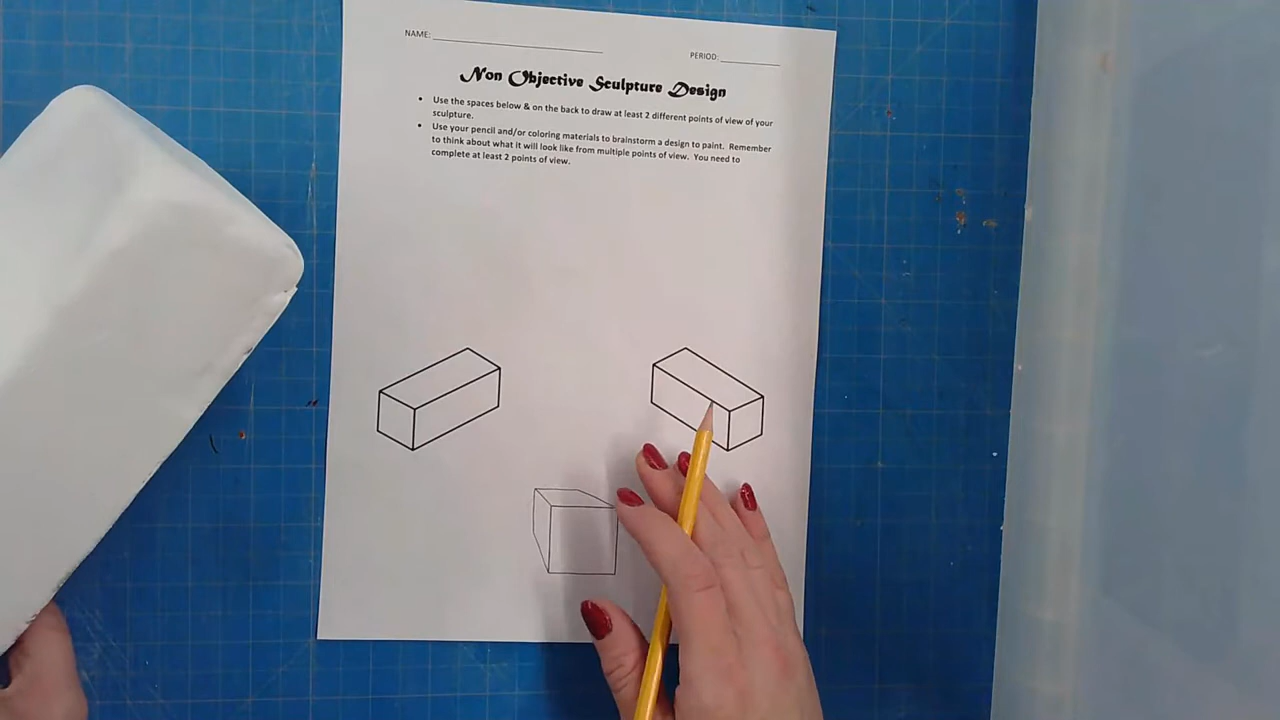 NAME: ____________________
PERIOD: __________
Non Objective Sculpture Design
• Use the spaces below & on the back to draw at least 2 different points of view of your
sculpture.
• Use your pencil and/or coloring materials to brainstorm a design to paint. Remember
to think about what it will look like from multiple points of view. You need to
complete at least 2 points of view.